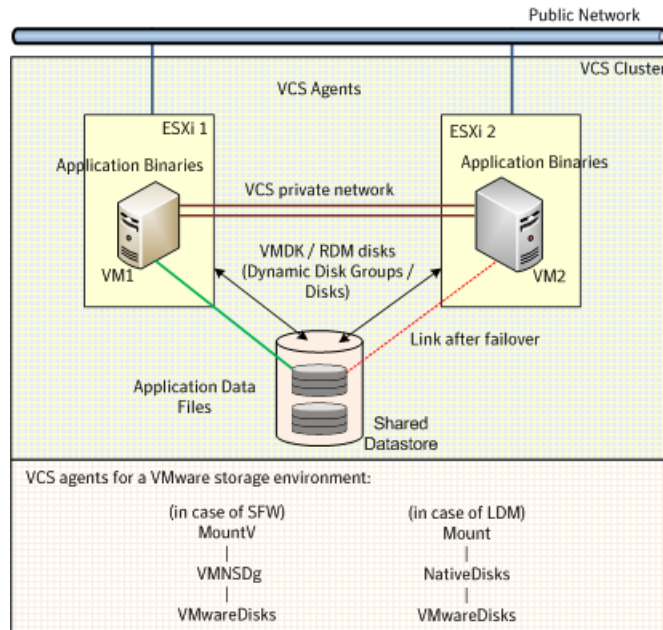 Public Network
VCS Cluster
VCS Agents
ESXi 1
ESXi 2
Application Binaries
Application Binaries
VCS private network
VMDK / RDM disks
(Dynamic Disk Groups /
Disks)
VM1
VM2
Link after failover
Application Data
Files
Shared
Datastore
VCS agents for a VMware storage environment:
(in case of SFW)
MountV
|
VMNSDg
|
VMwareDisks
(in case of LDM)
Mount
|
NativeDisks
|
VMwareDisks